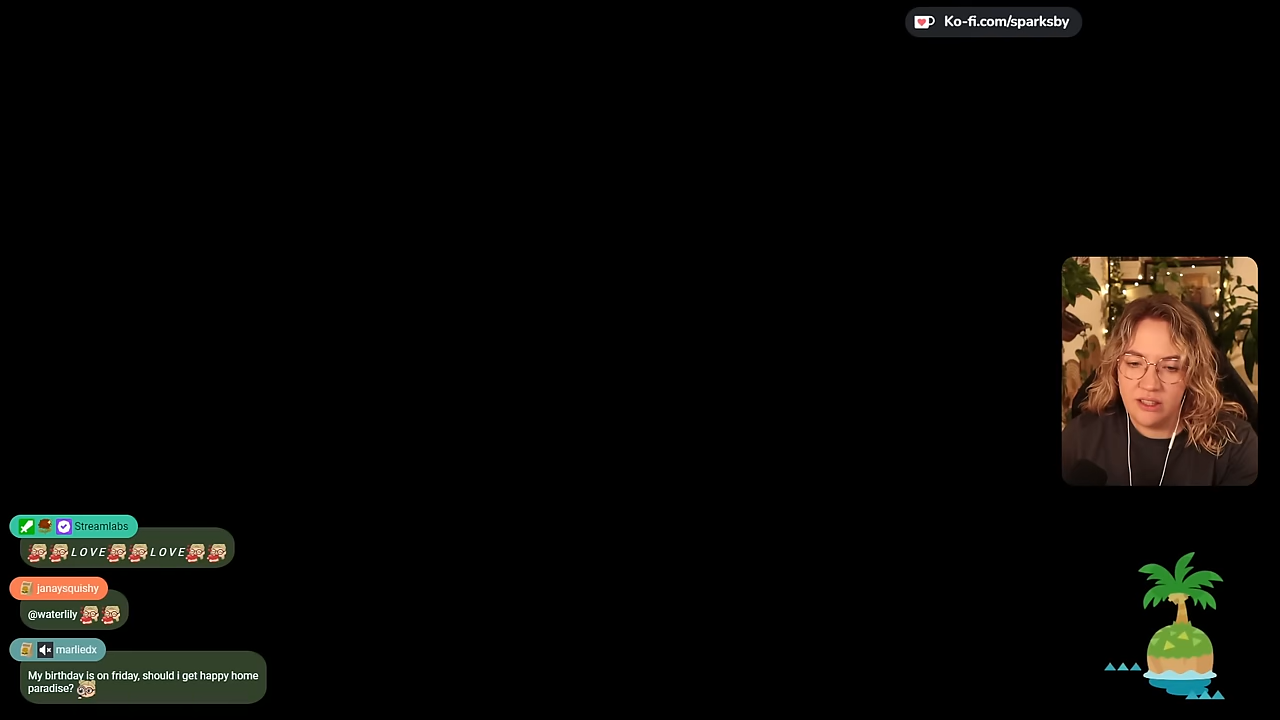 Ko-fi.com/sparksby
Streamlabs
LOVE LOVE
janaysquishy
@waterlily
marliedx
My birthday is on friday, should i get happy home
paradise?